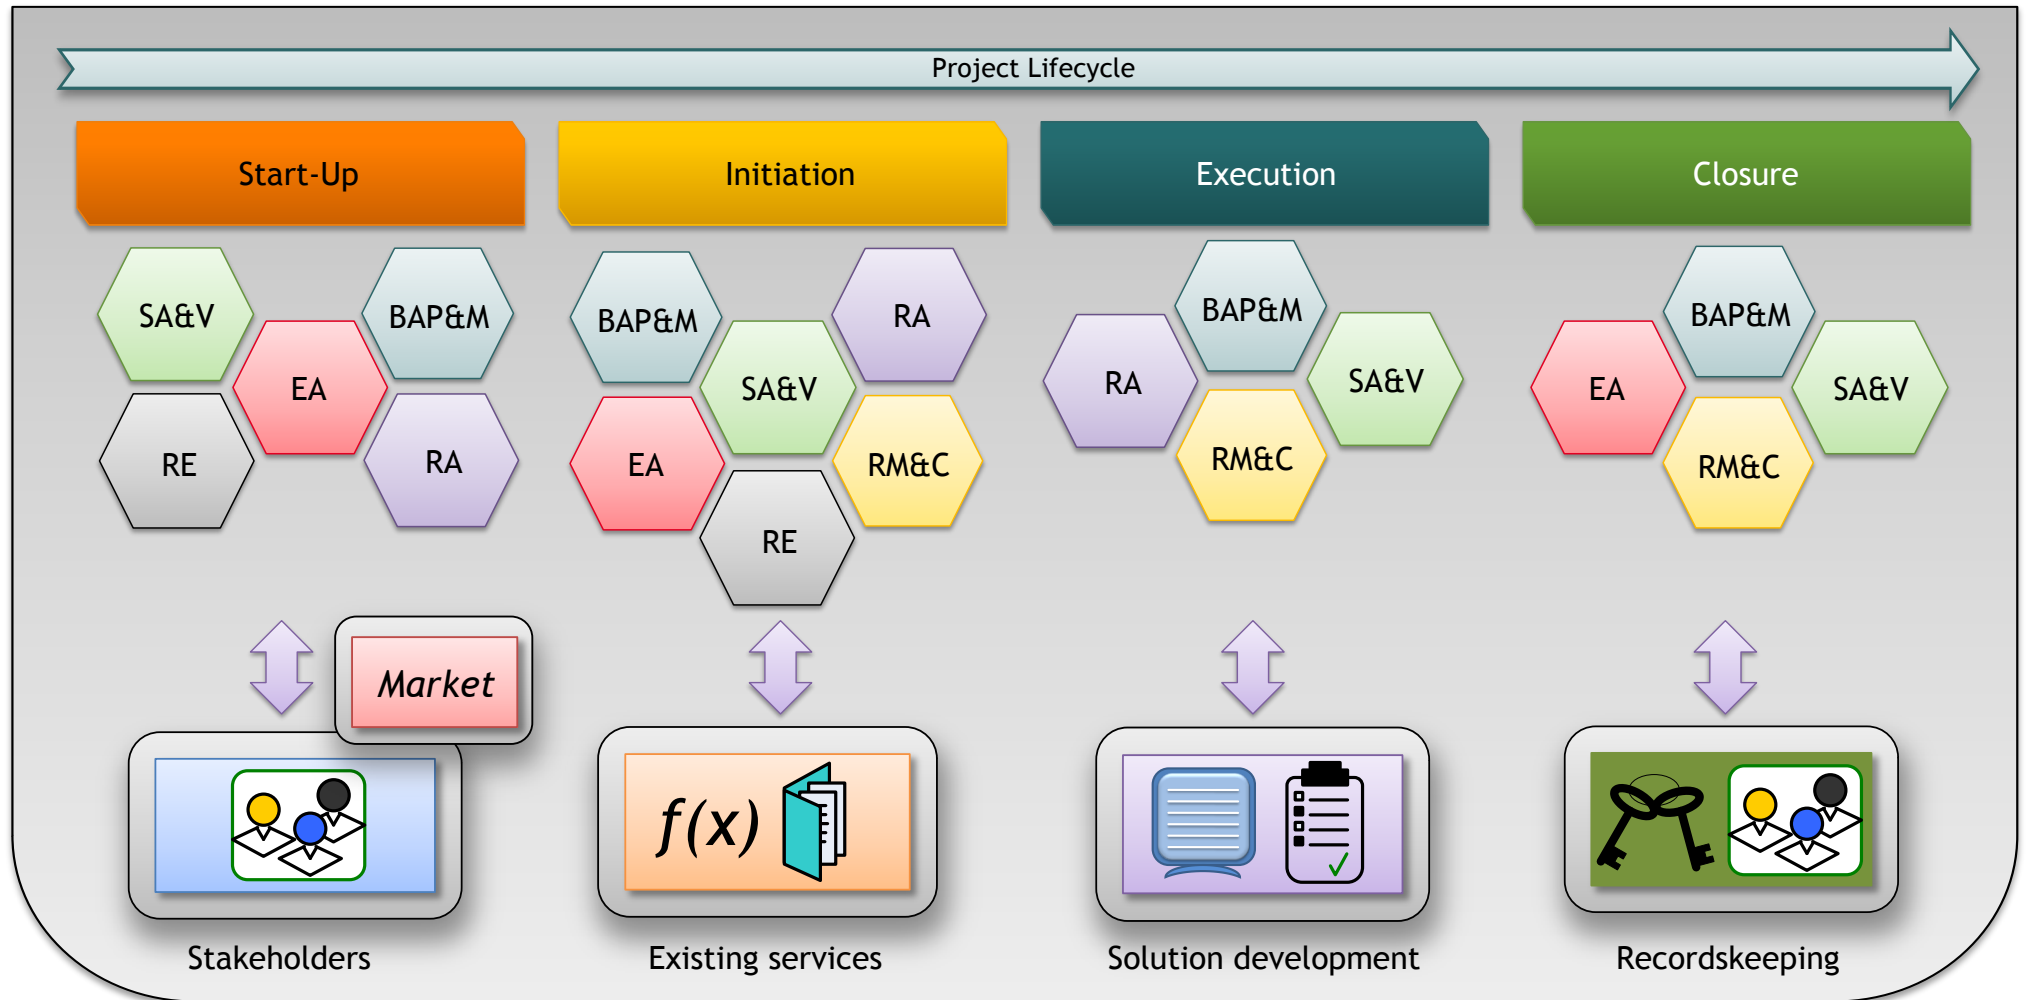 Project Lifecycle
Start-Up
Initiation
Execution
Closure
SA&V
BAP&M
EA
RE
RA
BAP&M
RA
SA&V
EA
RM&C
RE
BAP&M
RA
SA&V
RM&C
BAP&M
EA
SA&V
RM&C
Market
f(x)
Stakeholders
Existing services
Solution development
Recordskeeping